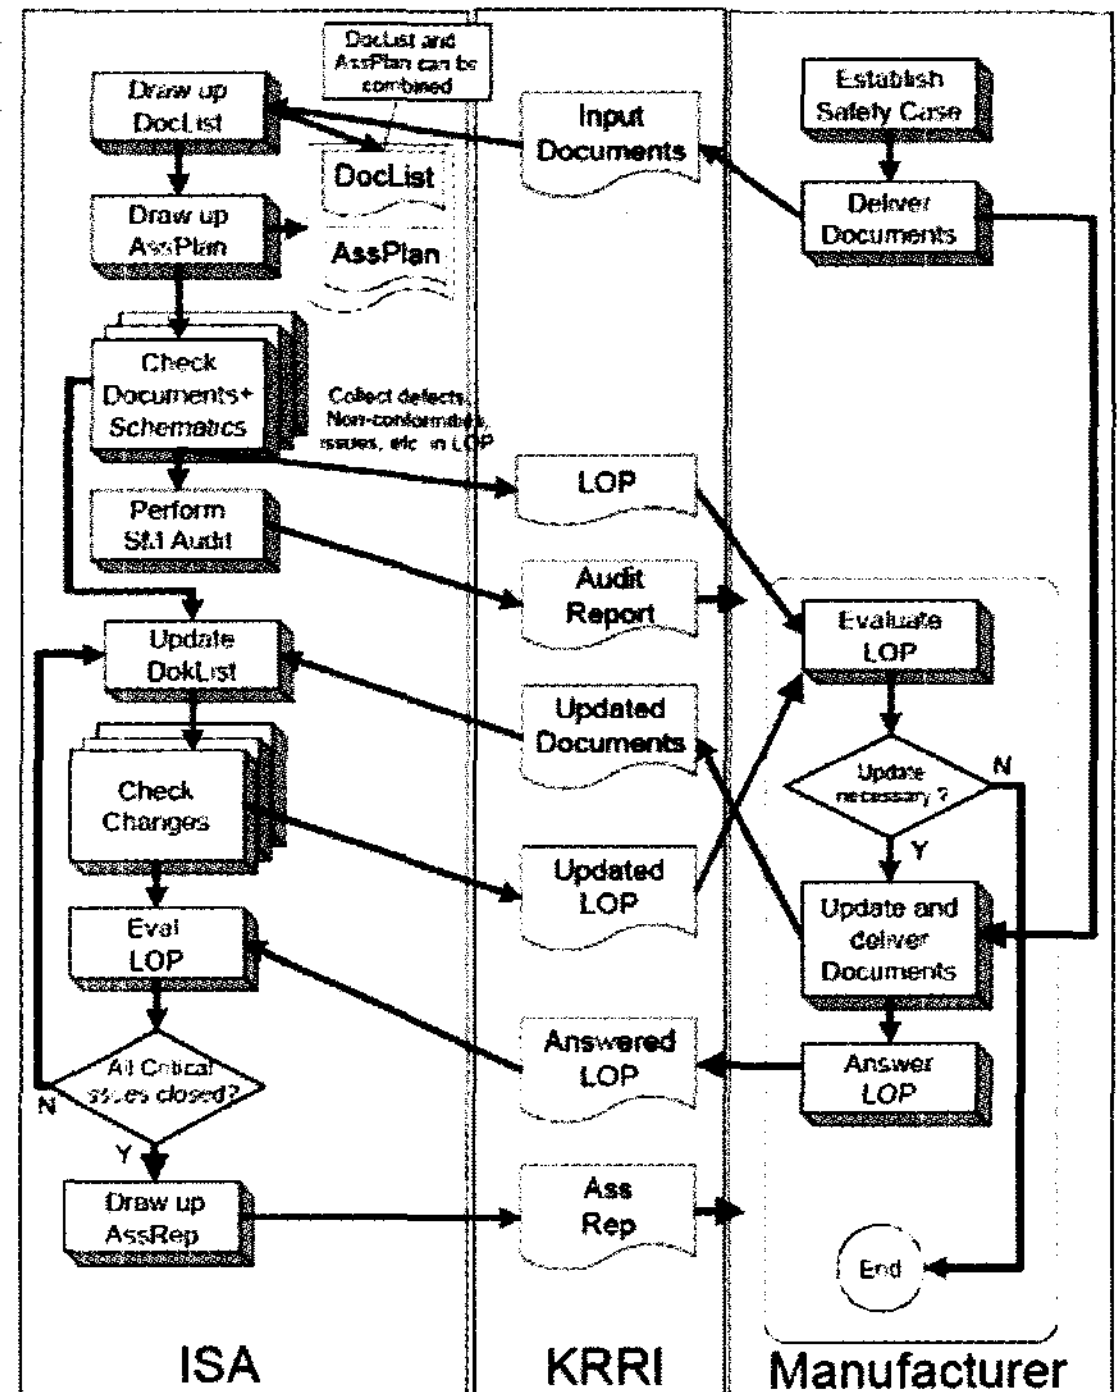 DocList and
AssPlan can be
combined
Draw up
DocList
DocList
Draw up
AssPlan
AssPlan
Check
Documents+
Schematics
Collect defects,
Non-conformities,
issues, etc. in LOP
Perform
SM Audit
Update
DokList
Check
Changes
Eval
LOP
All Critical
issues closed?
N
Y
Draw up
AssRep
ISA
Input
Documents
LOP
Audit
Report
Updated
Documents
Updated
LOP
Answered
LOP
Ass
Rep
KRRI
Establish
Safety Case
Deliver
Documents
Evaluate
LOP
Update
necessary ?
N
Y
Update and
deliver
Documents
Answer
LOP
End
Manufacturer